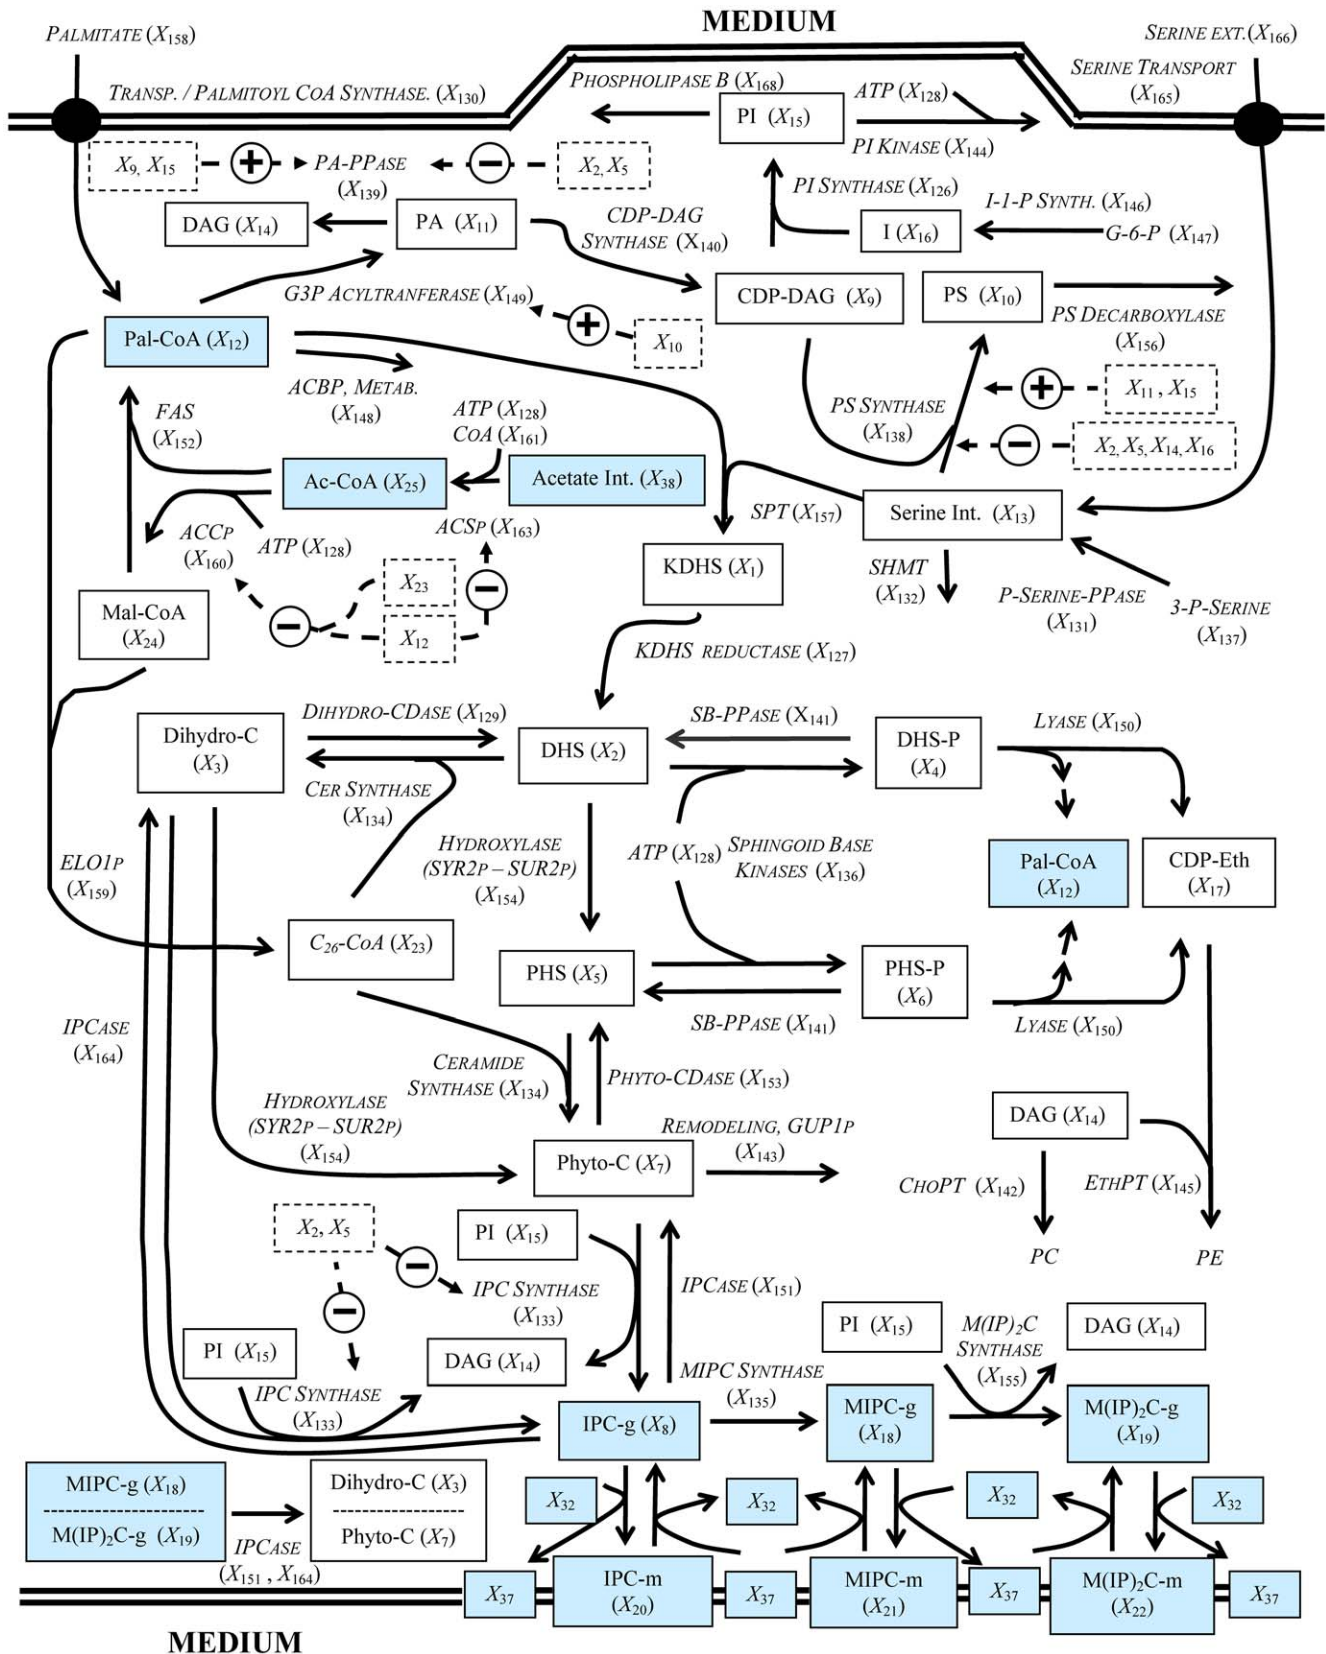 MEDIUM
PALMITATE (X158)
SERINE EXT.(X166)
TRANSP. / PALMITOYL COA SYNTHASE. (X130)
PHOSPHOLIPASE B (X168)
ATP (X128)
SERINE TRANSPORT
(X165)
PI (X15)
PI KINASE (X144)
X9, X15
+
PA-PPASE
(X139)
−
X2, X5
PI SYNTHASE (X126)
I-1-P SYNTH. (X146)
DAG (X14)
PA (X11)
CDP-DAG
SYNTHASE (X140)
I (X16)
G-6-P (X147)
G3P ACYLTRANFERASE (X149)
CDP-DAG (X9)
PS (X10)
+
X10
PS DECARBOXYLASE
(X156)
Pal-CoA (X12)
ACBP, METAB.
(X148)
+
X11 , X15
FAS
(X152)
ATP (X128)
COA (X161)
PS SYNTHASE
(X138)
−
X2, X5, X14, X16
Ac-CoA (X25)
Acetate Int. (X38)
SPT (X157)
Serine Int. (X13)
ACCP
(X160)
ATP (X128)
ACSP (X163)
KDHS (X1)
SHMT
(X132)
P-SERINE-PPASE
(X131)
3-P-SERINE
(X137)
X23
−
−
X12
Mal-CoA
(X24)
KDHS REDUCTASE (X127)
DIHYDRO-CDASE (X129)
SB-PPASE (X141)
LYASE (X150)
Dihydro-C
(X3)
DHS (X2)
DHS-P
(X4)
CER SYNTHASE
(X134)
ELO1P
(X159)
HYDROXYLASE
(SYR2P – SUR2P)
(X154)
ATP (X128)
SPHINGOID BASE
KINASES (X136)
Pal-CoA
(X12)
CDP-Eth
(X17)
C26-CoA (X23)
PHS (X5)
PHS-P
(X6)
IPCASE
(X164)
SB-PPASE (X141)
LYASE (X150)
CERAMIDE
SYNTHASE (X134)
PHYTO-CDASE (X153)
HYDROXYLASE
(SYR2P – SUR2P)
(X154)
REMODELING, GUP1P
(X143)
DAG (X14)
Phyto-C (X7)
CHOPT (X142)
ETHPT (X145)
X2, X5
−
PI (X15)
PC
PE
−
IPC SYNTHASE
(X133)
IPCASE (X151)
PI (X15)
DAG (X14)
PI (X15)
M(IP)2C
SYNTHASE
(X155)
DAG (X14)
IPC SYNTHASE
(X133)
MIPC SYNTHASE
(X135)
IPC-g (X8)
MIPC-g
(X18)
M(IP)2C-g
(X19)
MIPC-g (X18)
M(IP)2C-g (X19)
IPCASE
(X151 , X164)
Dihydro-C (X3)
Phyto-C (X7)
X32
X32
X32
X32
X37
IPC-m
(X20)
X37
MIPC-m
(X21)
X37
M(IP)2C-m
(X22)
X37
MEDIUM